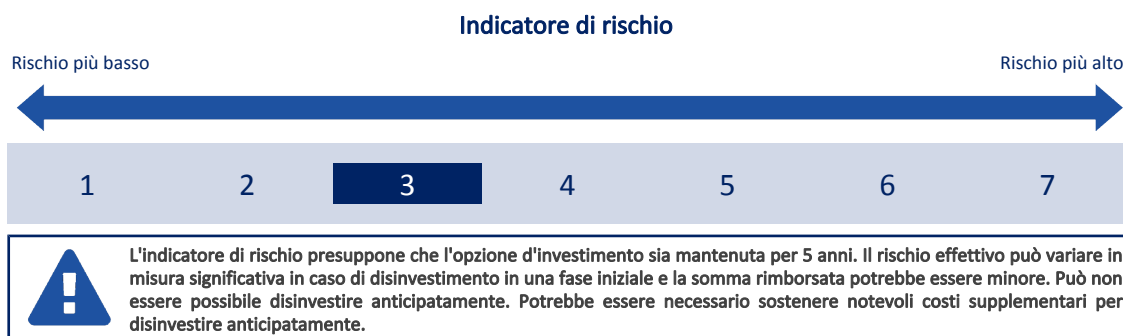 Indicatore di rischio
Rischio più basso
Rischio più alto
1 2 3 4 5 6 7
L'indicatore di rischio presuppone che l'opzione d'investimento sia mantenuta per 5 anni. Il rischio effettivo può variare in
misura significativa in caso di disinvestimento in una fase iniziale e la somma rimborsata potrebbe essere minore. Può non
essere possibile disinvestire anticipatamente. Potrebbe essere necessario sostenere notevoli costi supplementari per
disinvestire anticipatamente.